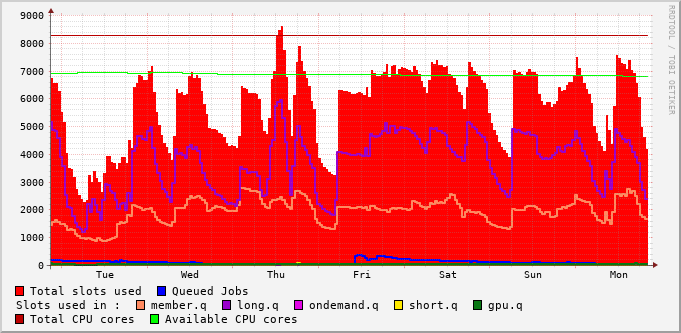 9000
8000
7000
6000
5000
4000
3000
2000
1000
0
Tue Wed Thu Fri Sat Sun Mon
RRDTOOL / TOBI OETIKER
Total slots used Queued Jobs
Slots used in : member.q long.q ondemand.q short.q gpu.q
Total CPU cores Available CPU cores